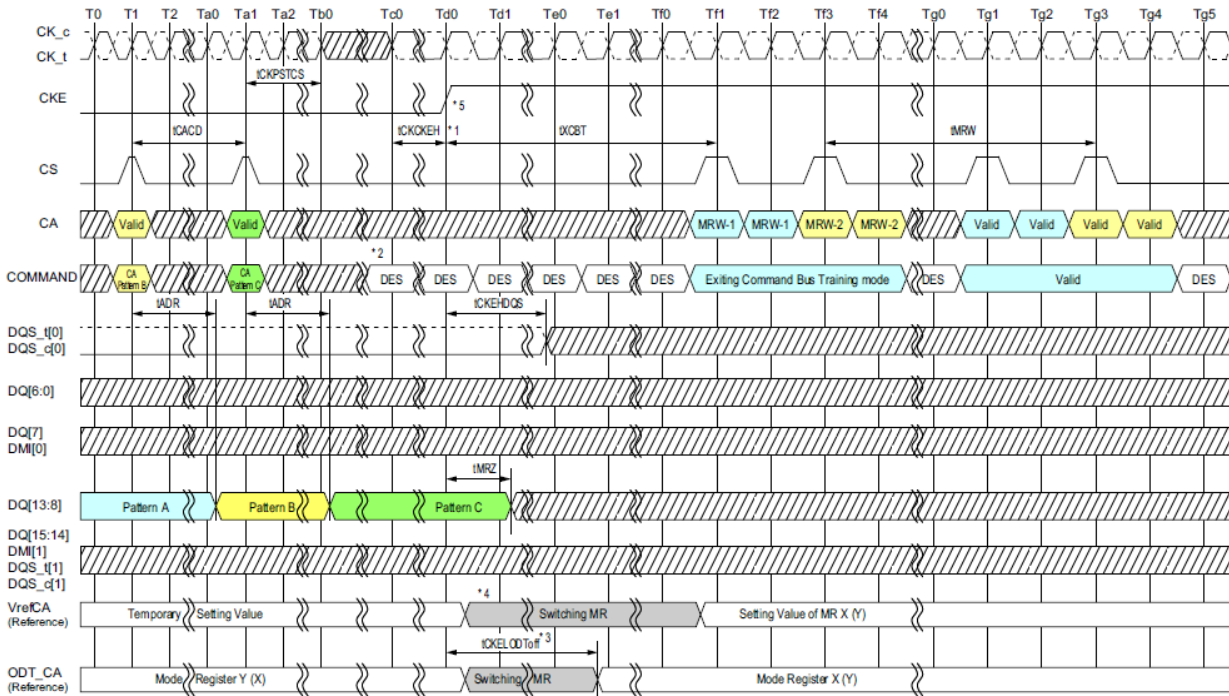 T0 T1 T2 Ta0 Ta1 Ta2 Tb0 Tc0 Td0 Td1 Te0 Te1 Tf0 Tf1 Tf2 Tf3 Tf4 Tg0 Tg1 Tg2 Tg3 Tg4 Tg5
CK_c
CK_t
tCKPSTCS
CKE
*5
tCACD tCKCKEH *1 tXCBT tMRW
CS
CA Valid Valid MRW-1 MRW-1 MRW-2 MRW-2 Valid Valid Valid Valid
*2
COMMAND CA Pattern B CA Pattern C DES DES DES DES DES DES Exiting Command Bus Training mode DES Valid DES
tADR tADR tCKEHDQS
DQS_t[0]
DQS_c[0]
DQ[6:0]
DQ[7]
DMI[0]
tMRZ
DQ[13:8] Pattern A Pattern B Pattern C
DQ[15:14]
DMI[1]
DQS_t[1]
DQS_c[1]
*4
VrefCA
(Reference)
Temporary Setting Value Switching MR Setting Value of MR X (Y)
tCKELODToff *3
ODT_CA
(Reference)
Mode Register Y (X) Switching MR Mode Register X (Y)